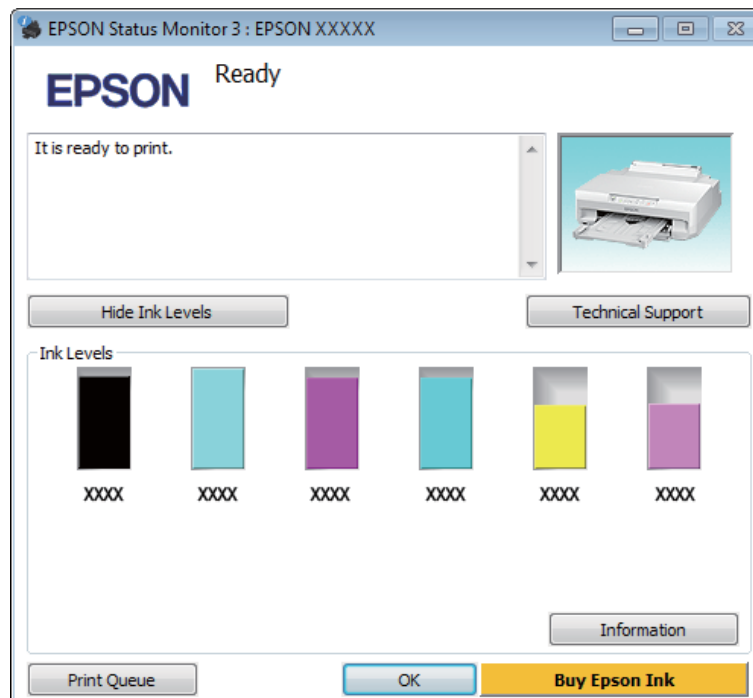 EPSON Status Monitor 3 : EPSON XXXXX
EPSON
Ready
It is ready to print.
Hide Ink Levels
Technical Support
Ink Levels
XXXX XXXX XXXX XXXX XXXX XXXX
Information
Print Queue
OK
Buy Epson Ink